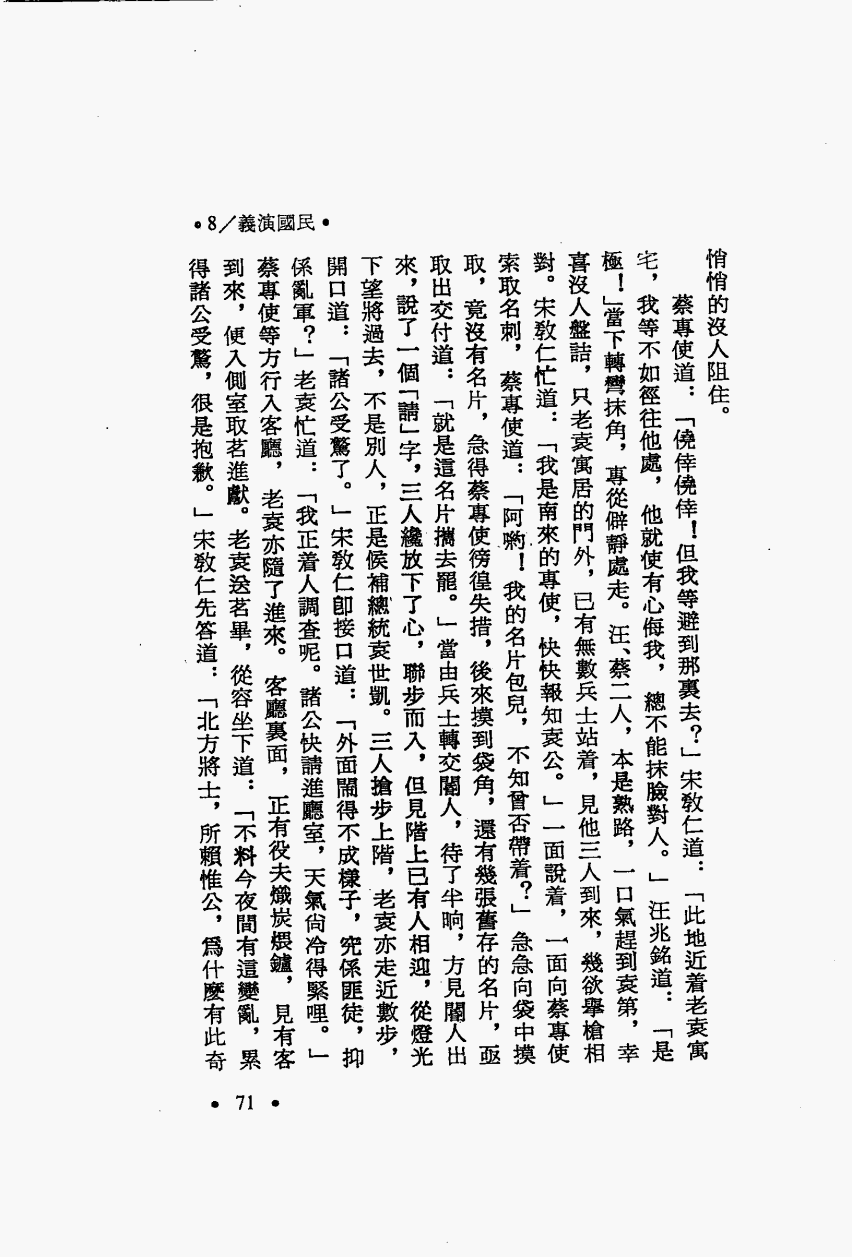 •8／義演國民•
悄悄的沒人阻住。
蔡專使道：「僥倖僥倖！但我等避到那裏去？」宋教仁道：「此地近着老袁寓
宅，我等不如徑往他處，他就使有心侮我，總不能抹臉對人。」汪兆銘道：「是
極！」當下轉彎抹角，專從僻靜處走。汪、蔡二人，本是熟路，一口氣趕到袁第，幸
喜沒人盤詰，只老袁寓居的門外，已有無數兵士站着，見他三人到來，幾欲舉槍相
對。宋教仁忙道：「我是南來的專使，快快報知袁公。」一面說着，一面向蔡專使
索取名刺，蔡專使道：「阿喲！我的名片包兒，不知曾否帶着？」急急向袋中摸
取，竟沒有名片，急得蔡專使徬徨失措，後來摸到袋角，還有幾張舊存的名片，亟
取出交付道：「就是這名片攜去罷。」當由兵士轉交閽人，待了半晌，方見閽人出
來，說了一個「請」字，三人纔放下了心，聯步而入，但見階上已有人相迎，從燈光
下望將過去，不是別人，正是候補總統袁世凱。三人搶步上階，老袁亦走近數步，
開口道：「諸公受驚了。」宋教仁卽接口道：「外面鬧得不成樣子，究係匪徒，抑
係亂軍？」老袁忙道：「我正着人調查呢。諸公快請進廳室，天氣尙冷得緊哩。」
蔡專使等方行入客廳，老袁亦隨了進來。客廳裏面，正有役夫熾炭煨鑪，見有客
到來，便入側室取茗進獻。老袁送茗畢，從容坐下道：「不料今夜間有這變亂，累
得諸公受驚，很是抱歉。」宋教仁先答道：「北方將士，所賴惟公，爲什麼有此奇
• 71 •